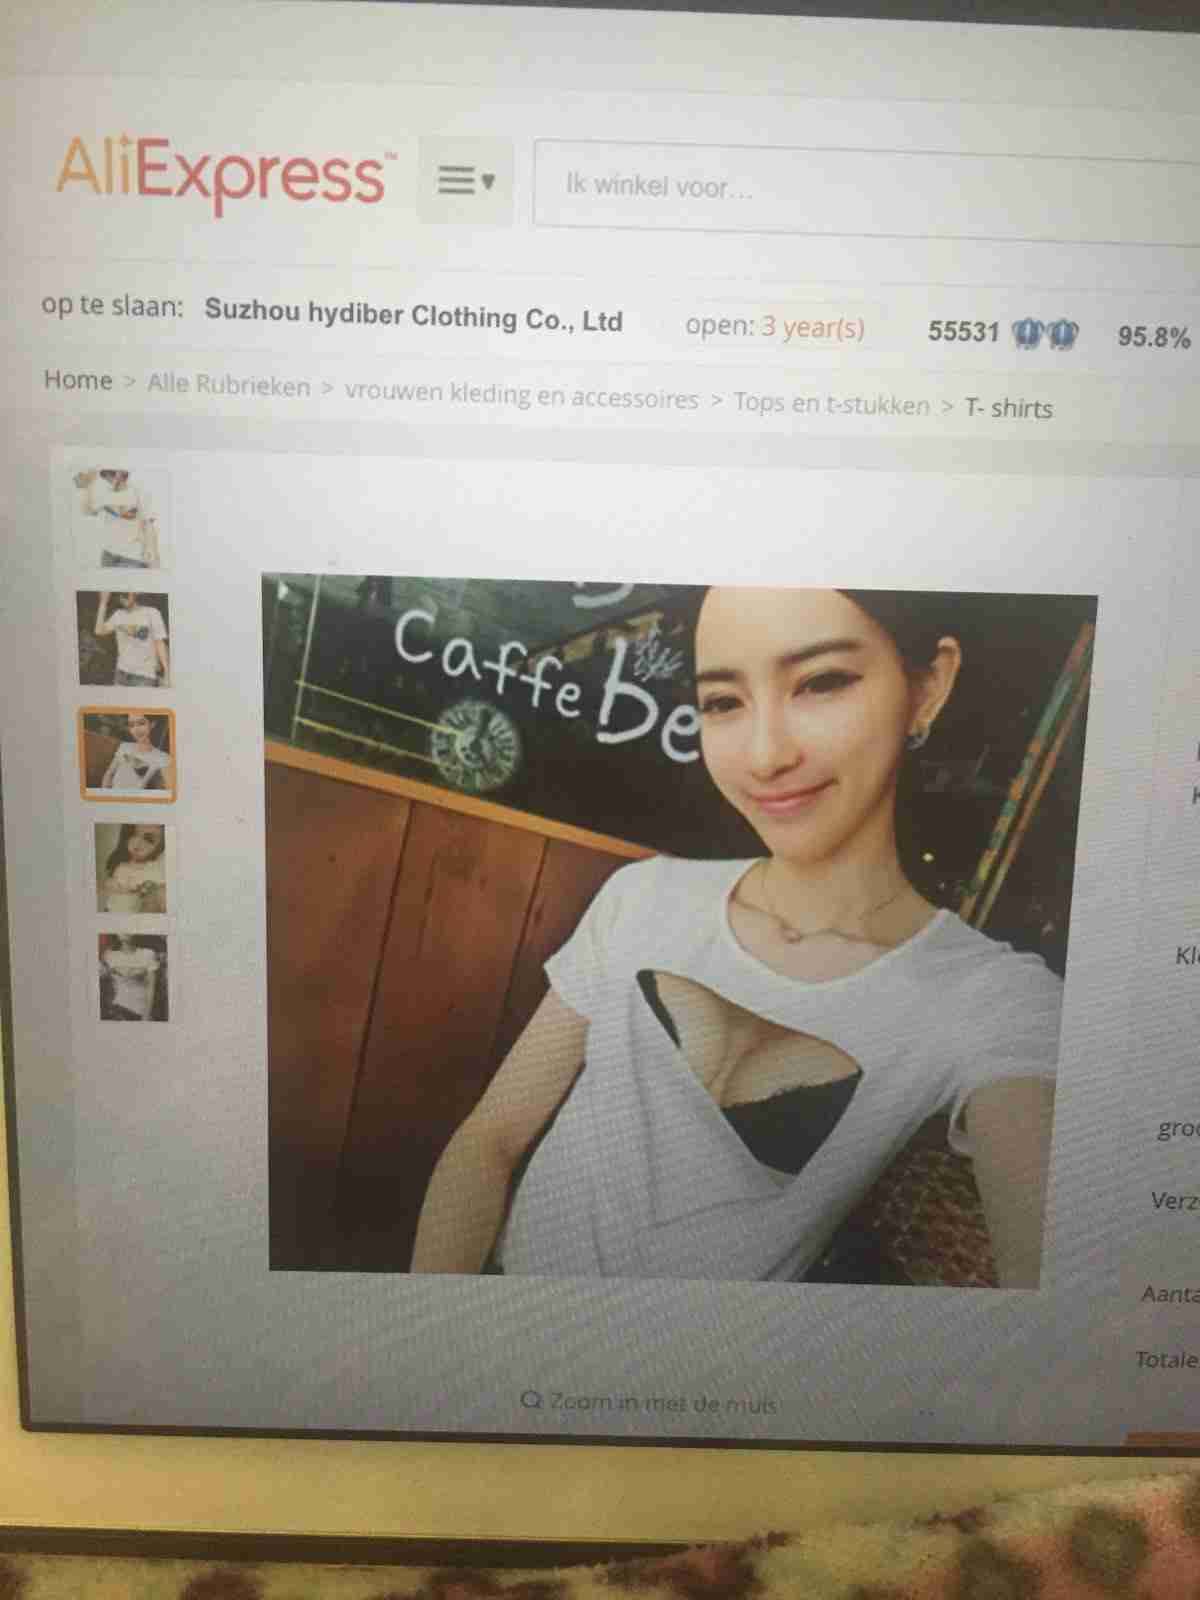 AliExpress™
Ik winkel voor...
op te slaan: Suzhou hydiber Clothing Co., Ltd open: 3 year(s) 55531 95.8%
Home > Alle Rubrieken > vrouwen kleding en accessoires > Tops en t-stukken > T- shirts
Caffe be
Kl
groo
Verz
Aanta
Totale
Zoom in met de muis